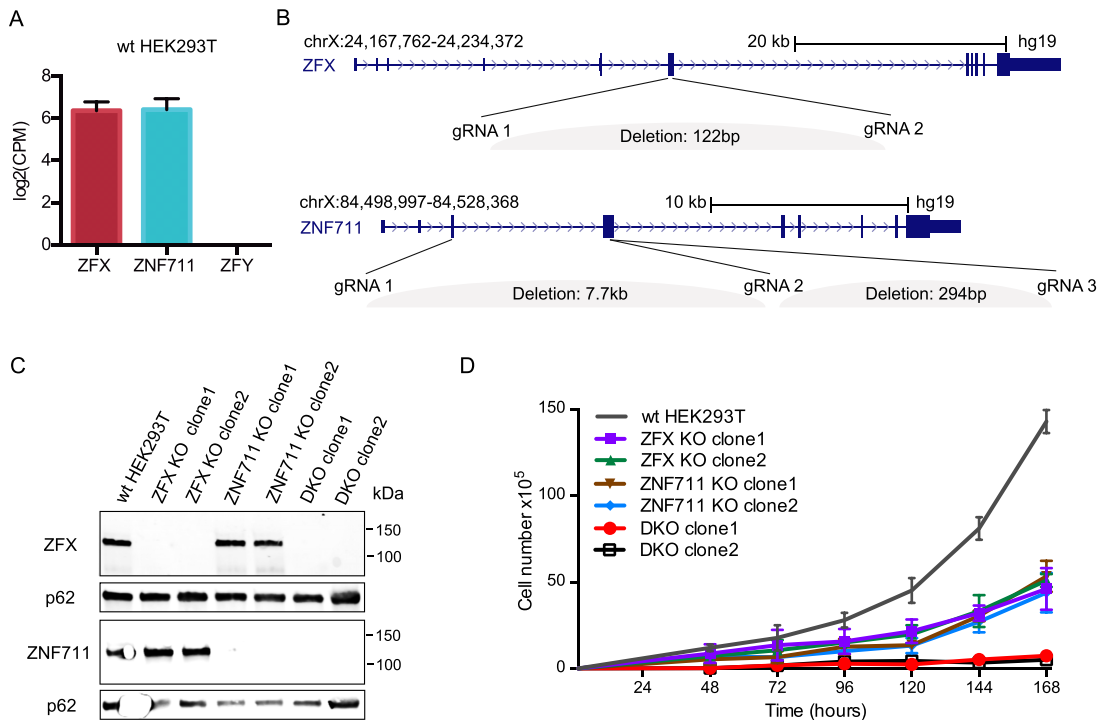 A
wt HEK293T
log2(CPM)
8
6
4
2
0
ZFX
ZNF711
ZFY
B
chrX:24,167,762-24,234,372
20 kb
hg19
ZFX
gRNA 1
gRNA 2
Deletion: 122bp
chrX:84,498,997-84,528,368
10 kb
hg19
ZNF711
gRNA 1
gRNA 2
gRNA 3
Deletion: 7.7kb
Deletion: 294bp
C
wt HEK293T
ZFX KO clone1
ZFX KO clone2
ZNF711 KO clone1
ZNF711 KO clone2
DKO clone1
DKO clone2
kDa
ZFX
150
100
p62
ZNF711
150
100
p62
D
Cell number x10⁵
150
100
50
0
wt HEK293T
ZFX KO clone1
ZFX KO clone2
ZNF711 KO clone1
ZNF711 KO clone2
DKO clone1
DKO clone2
24
48
72
96
120
144
168
Time (hours)